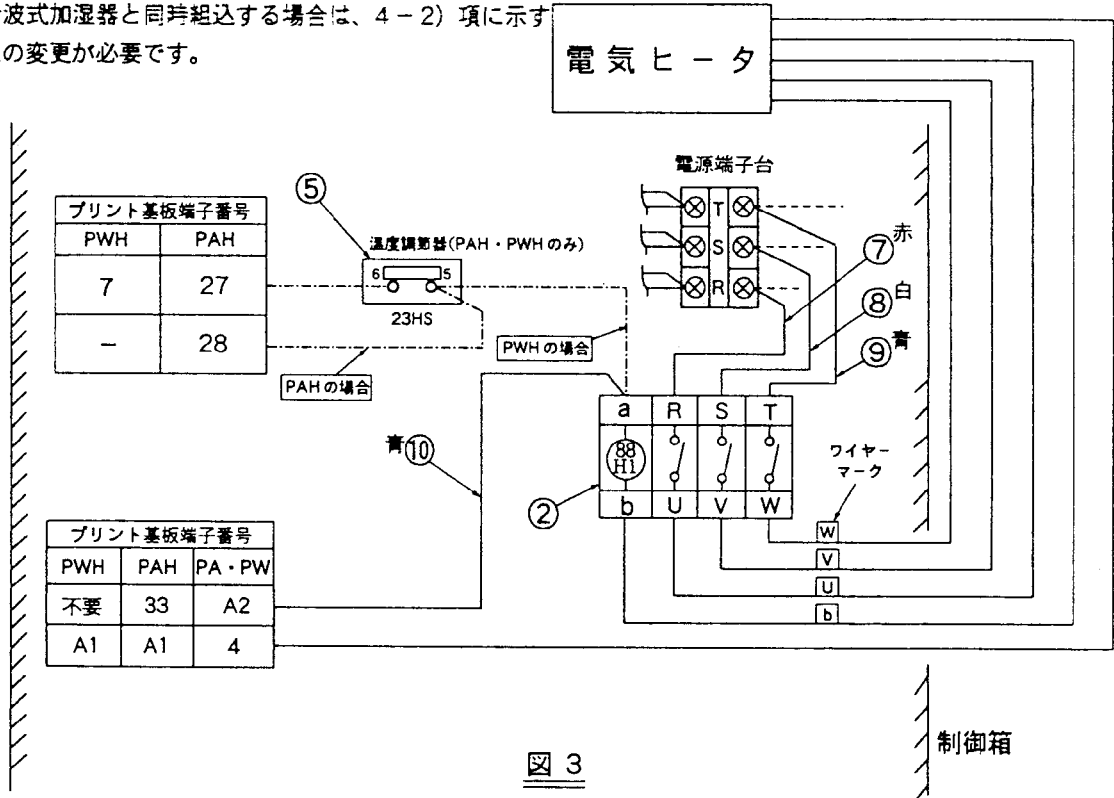 波式加湿器と同時組込する場合は、4－2）項に示す
の変更が必要です。
電気ヒータ
電源端子台
T
S
R
⑤
プリント基板端子番号
PWH PAH
7 27
－ 28
温度調節器(PAH・PWHのみ)
6 5
23HS
PWHの場合
PAHの場合
⑦赤
⑧白
⑨青
青⑩
a R S T
88
H1
b U V W
②
ワイヤー
マーク
W
V
U
b
プリント基板端子番号
PWH PAH PA・PW
不要 33 A2
A1 A1 4
制御箱
図 3